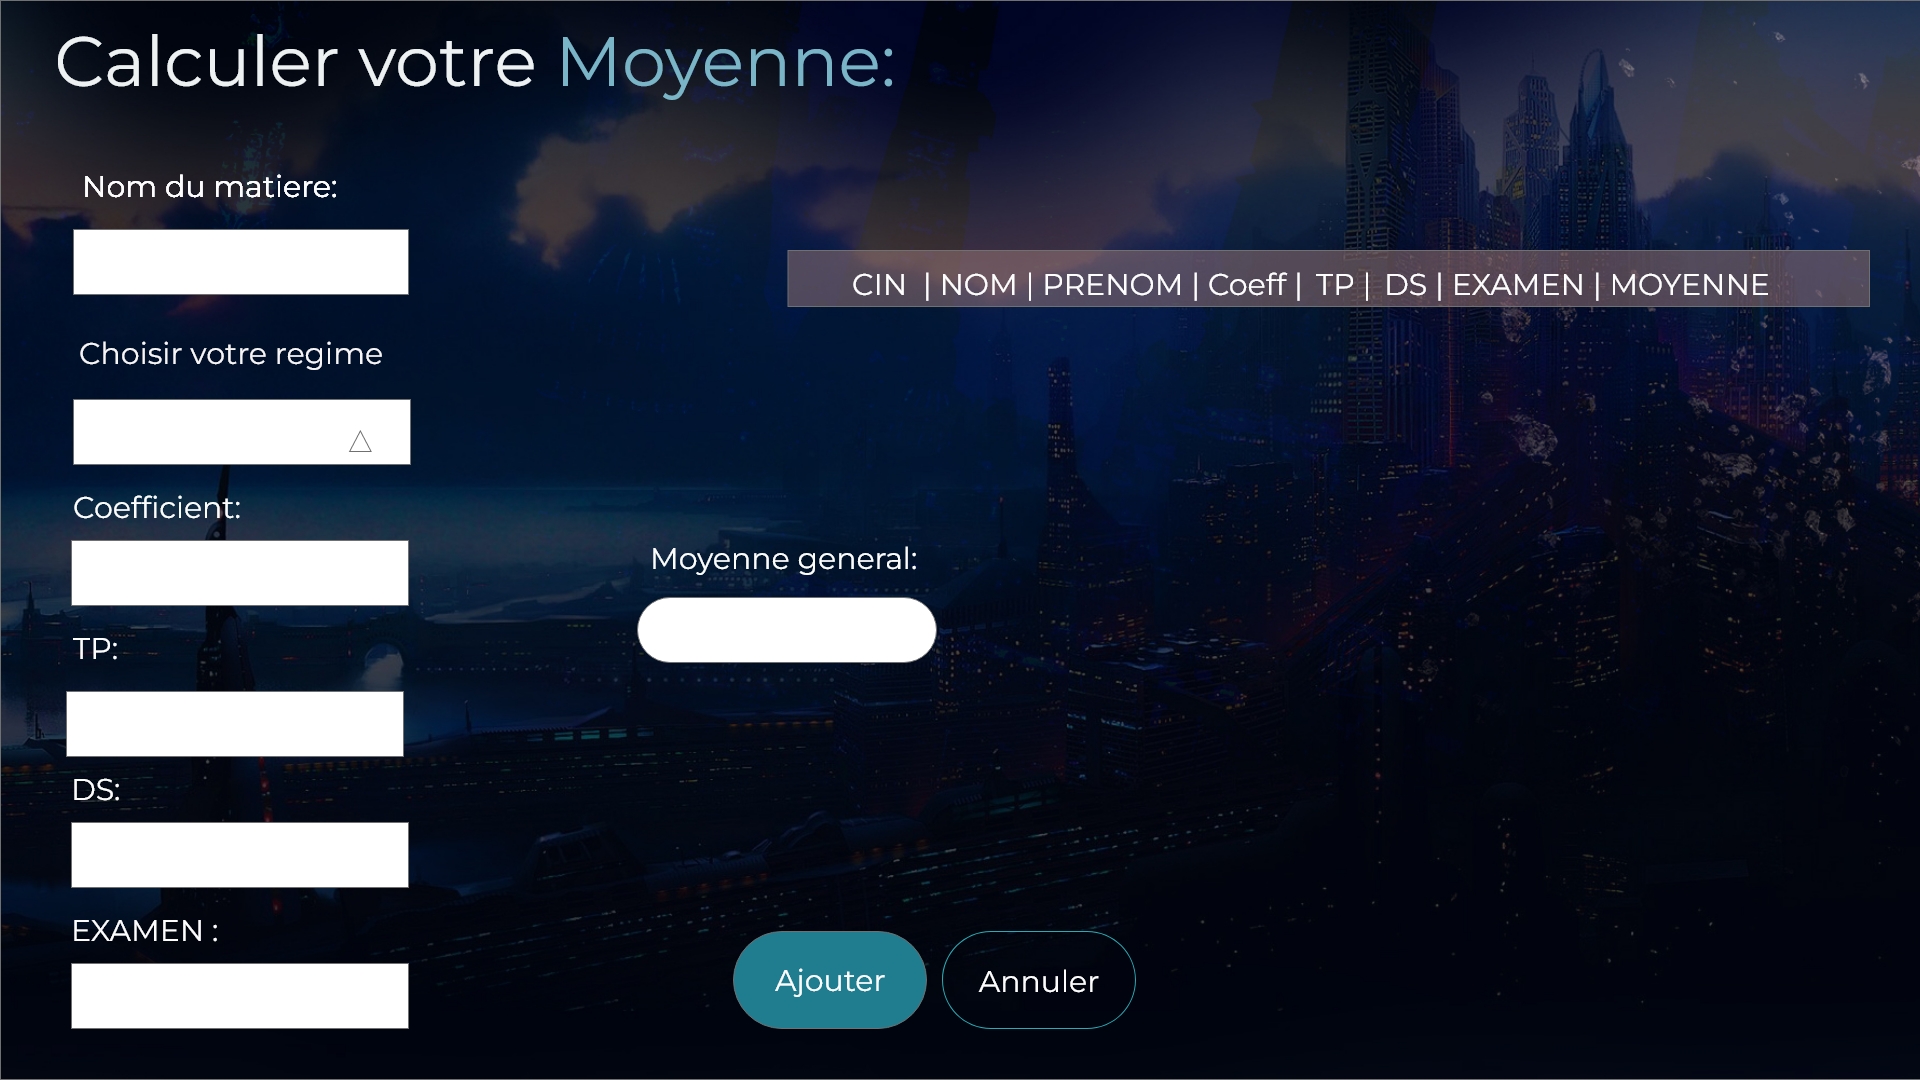 Calculer votre Moyenne:
Nom du matiere:
CIN | NOM | PRENOM | Coeff | TP | DS | EXAMEN | MOYENNE
Choisir votre regime
Coefficient:
Moyenne general:
TP:
DS:
EXAMEN :
Ajouter
Annuler